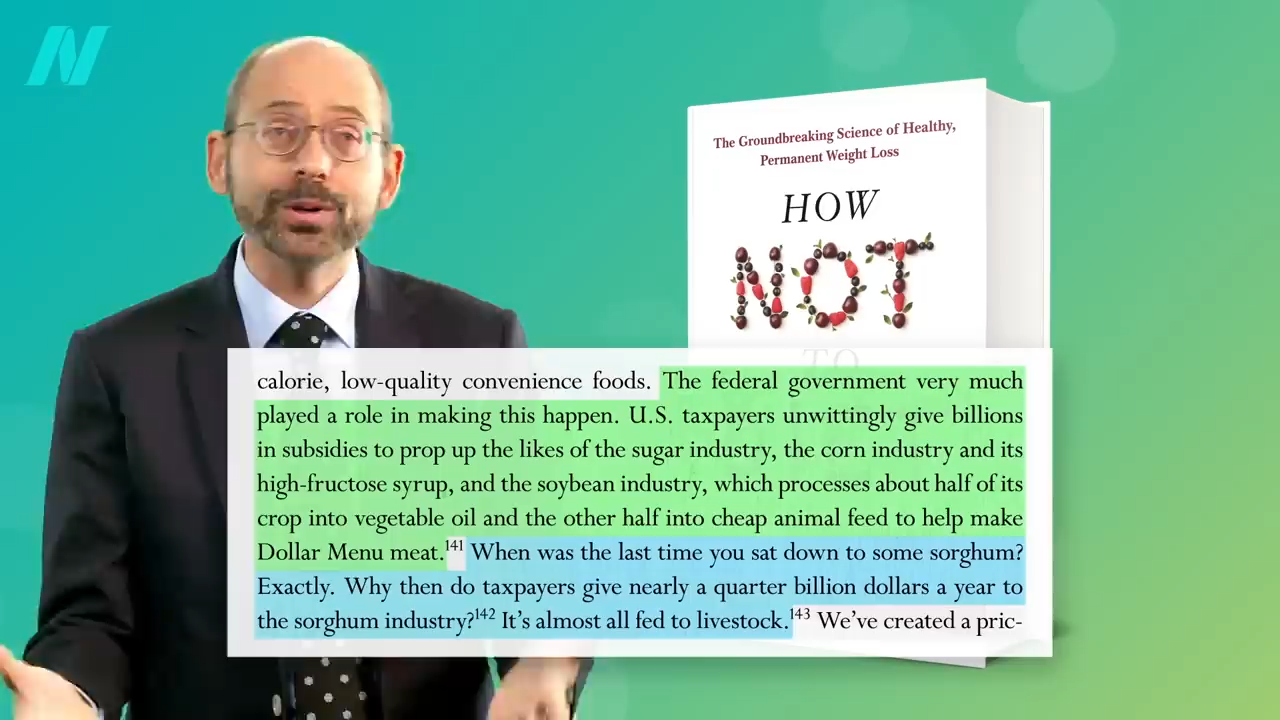 The Groundbreaking Science of Healthy,
Permanent Weight Loss
HOW
NOT
TO
calorie, low-quality convenience foods. The federal government very much
played a role in making this happen. U.S. taxpayers unwittingly give billions
in subsidies to prop up the likes of the sugar industry, the corn industry and its
high-fructose syrup, and the soybean industry, which processes about half of its
crop into vegetable oil and the other half into cheap animal feed to help make
Dollar Menu meat.141 When was the last time you sat down to some sorghum?
Exactly. Why then do taxpayers give nearly a quarter billion dollars a year to
the sorghum industry?142 It’s almost all fed to livestock.143 We’ve created a pric-